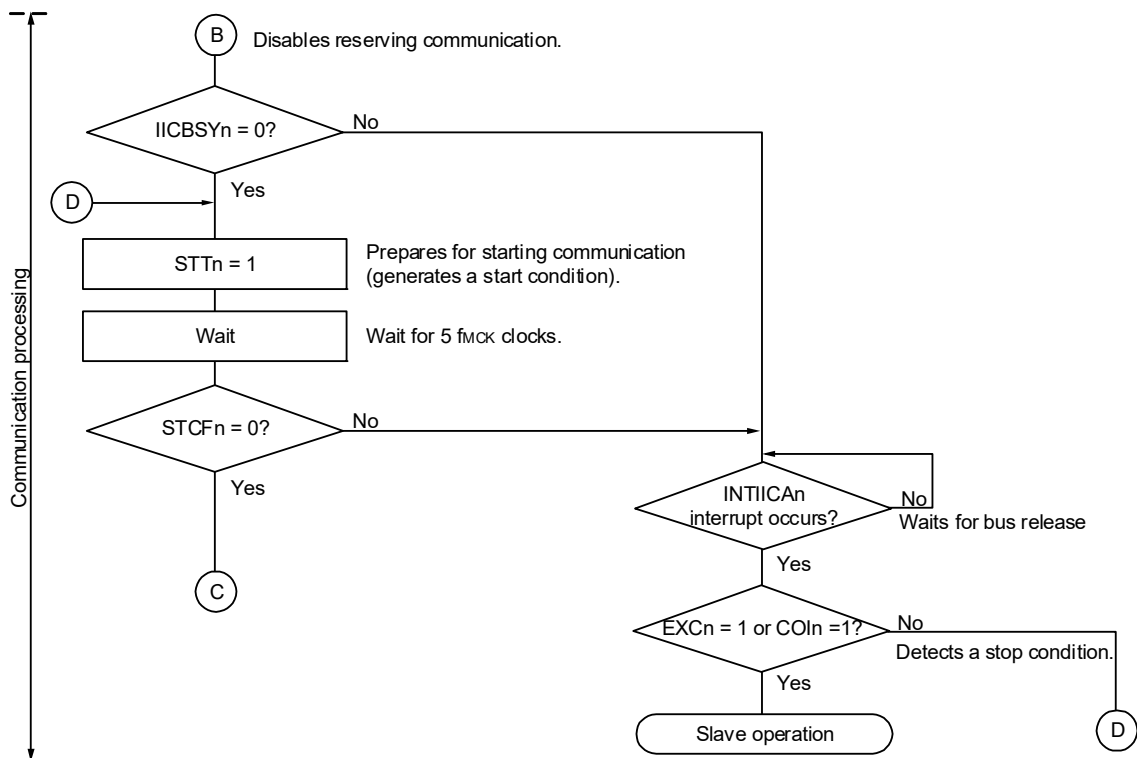 B
Disables reserving communication.
IICBSYn = 0?
No
Yes
D
STTn = 1
Prepares for starting communication
(generates a start condition).
Wait
Wait for 5 fMCK clocks.
STCFn = 0?
No
Yes
C
INTIICAn
interrupt occurs?
No
Waits for bus release
Yes
EXCn = 1 or COIn =1?
No
Detects a stop condition.
Yes
Slave operation
D
Communication processing